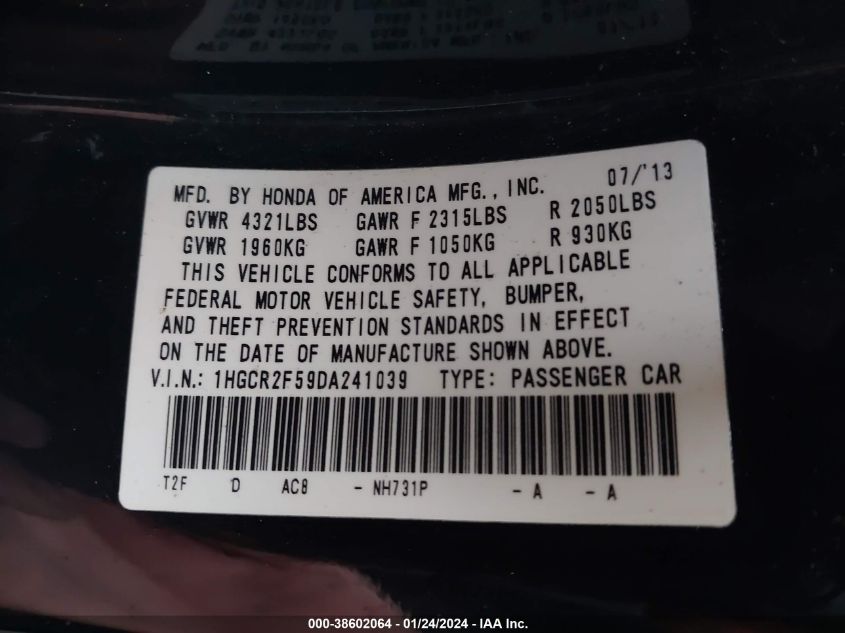 MFD. BY HONDA OF AMERICA MFG., INC. 07/'13
GVWR 4321LBS GAWR F 2315LBS R 2050LBS
GVWR 1960KG GAWR F 1050KG R 930KG
THIS VEHICLE CONFORMS TO ALL APPLICABLE
FEDERAL MOTOR VEHICLE SAFETY, BUMPER,
AND THEFT PREVENTION STANDARDS IN EFFECT
ON THE DATE OF MANUFACTURE SHOWN ABOVE.
V.I.N.: 1HGCR2F59DA241039 TYPE: PASSENGER CAR
T2F D AC8 - NH731P - A - A
000-38602064 - 01/24/2024 - IAA Inc.